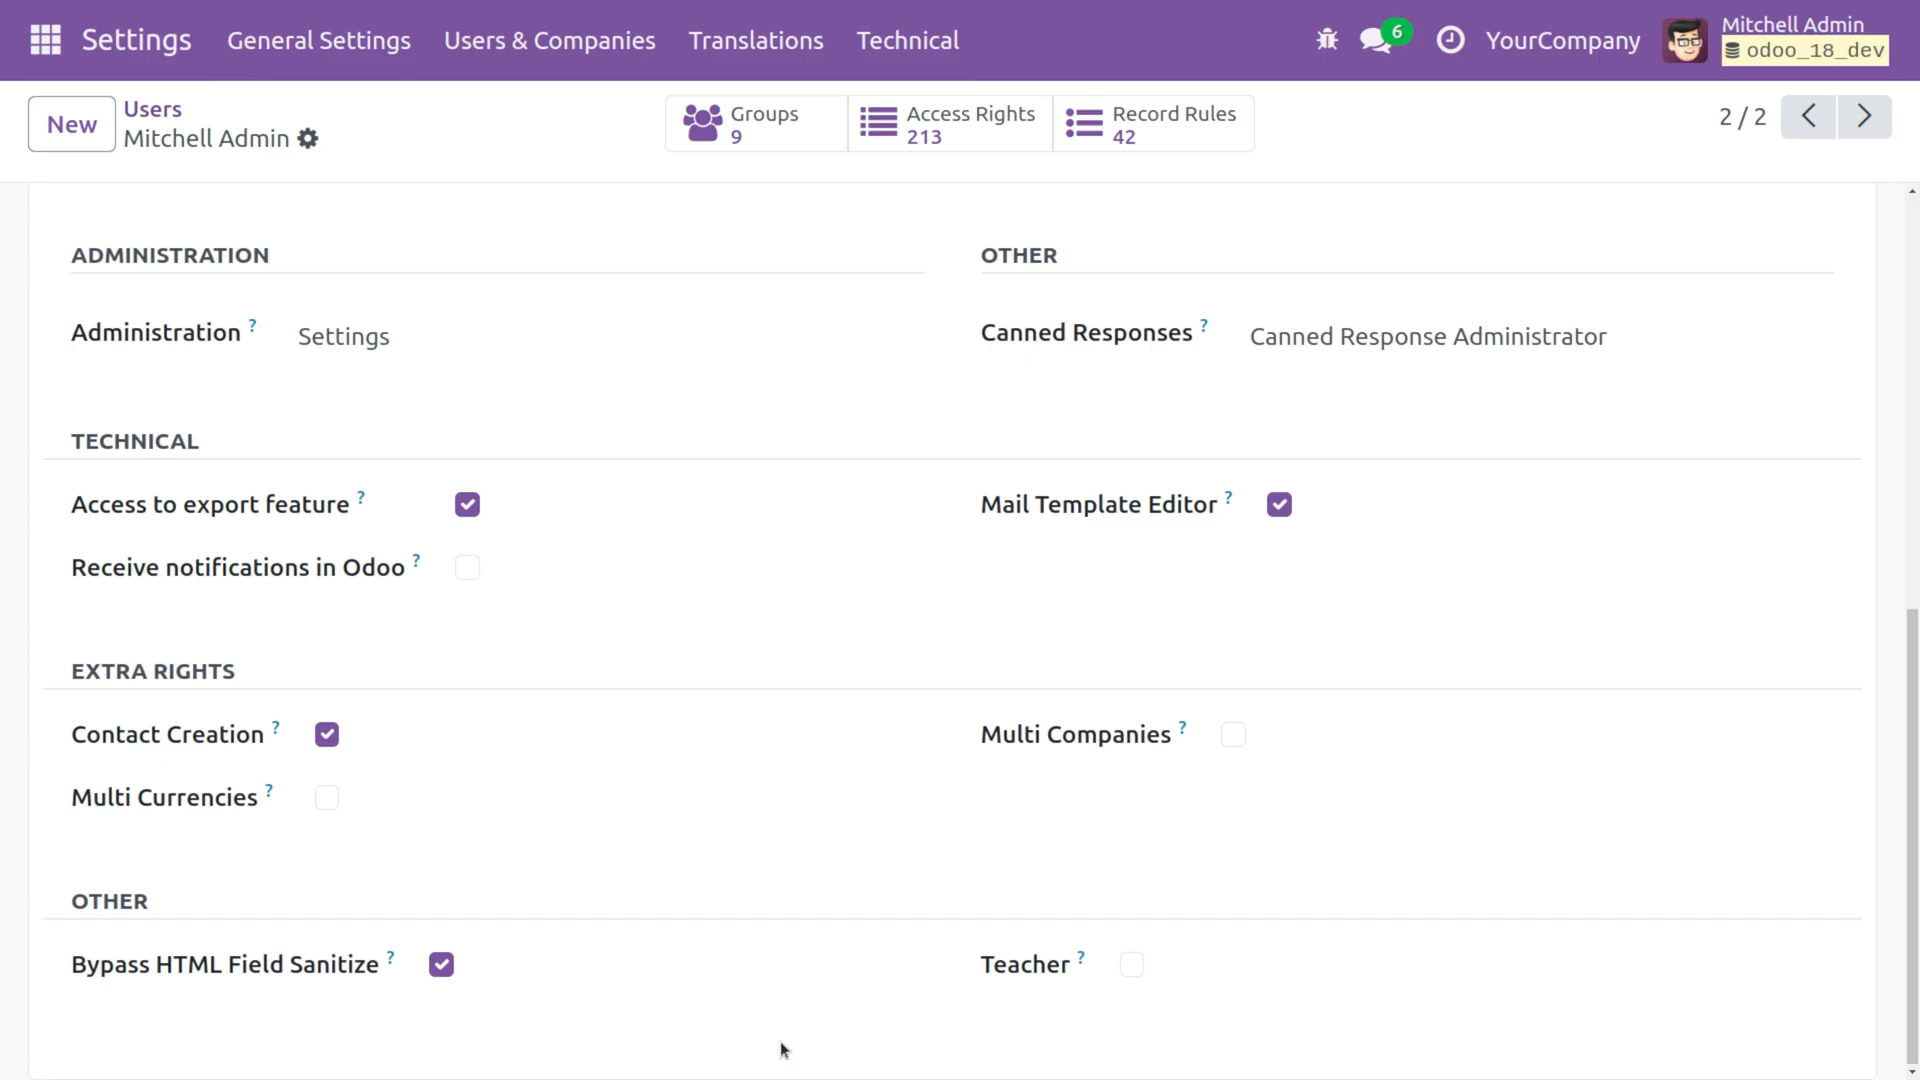 Settings General Settings Users & Companies Translations Technical 6 YourCompany Mitchell Admin
odoo_18_dev
New Users Groups Access Rights Record Rules 2 / 2
Mitchell Admin 9 213 42
ADMINISTRATION OTHER
Administration ? Settings Canned Responses ? Canned Response Administrator
TECHNICAL
Access to export feature ? Mail Template Editor ?
Receive notifications in Odoo ?
EXTRA RIGHTS
Contact Creation ? Multi Companies ?
Multi Currencies ?
OTHER
Bypass HTML Field Sanitize ? Teacher ?